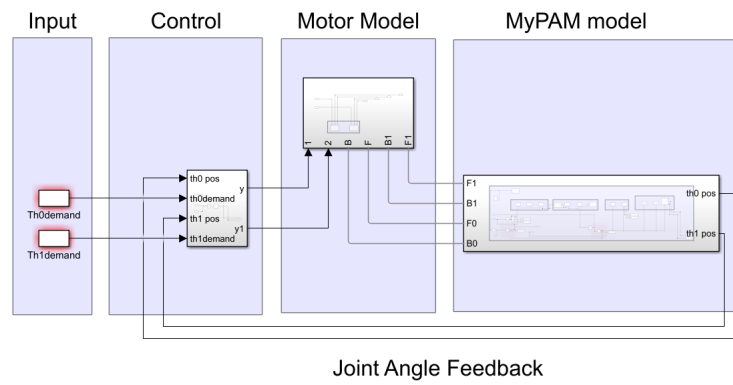 Input
Control
Motor Model
MyPAM model
1
2
B
F
B1
F1
th0 pos
th0demand
th1 pos
th1demand
y
y1
Th0demand
Th1demand
F1
B1
F0
B0
th0 pos
th1 pos
Joint Angle Feedback